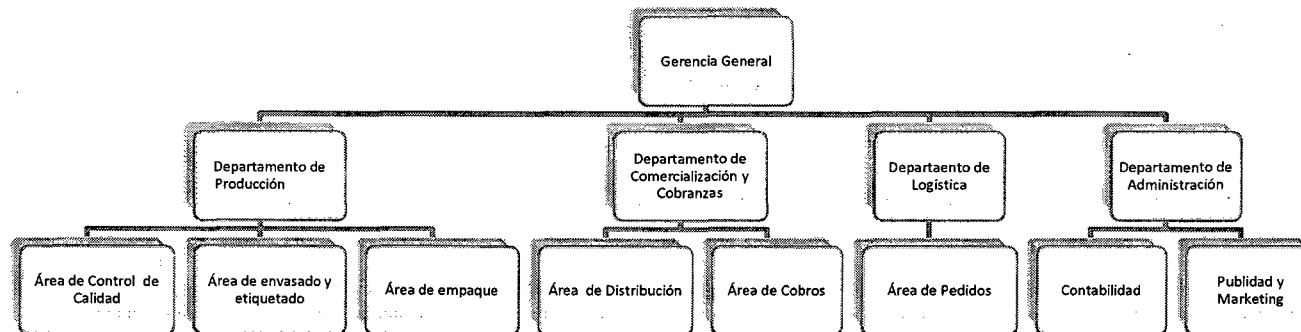 Gerencia General
Departamento de
Producción
Departamento de
Comercialización y
Cobranzas
Departaento de
Logística
Departamento de
Administración
Área de Control de
Calidad
Área de envasado y
etiquetado
Área de empaque
Área de Distribución
Área de Cobros
Área de Pedidos
Contabilidad
Publidad y
Marketing